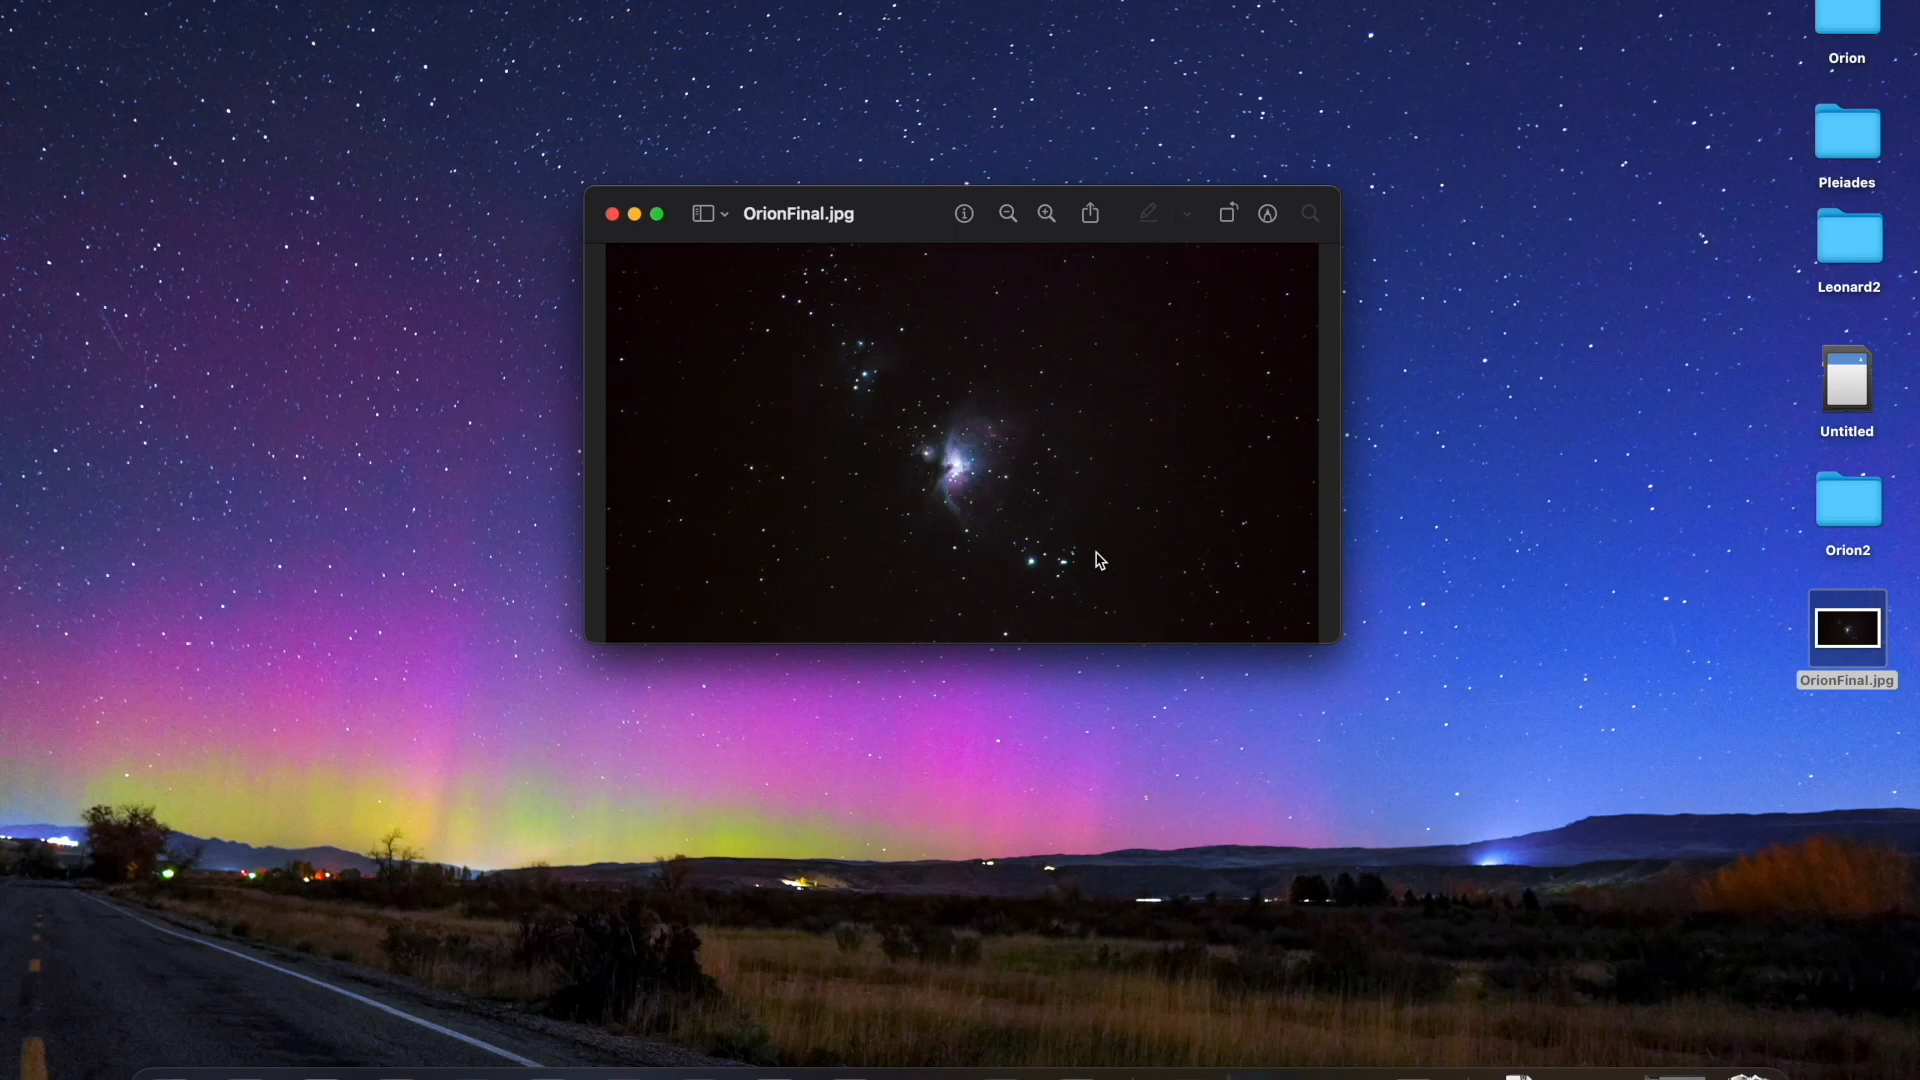 Orion
Pleiades
OrionFinal.jpg
Leonard2
Untitled
Orion2
OrionFinal.jpg